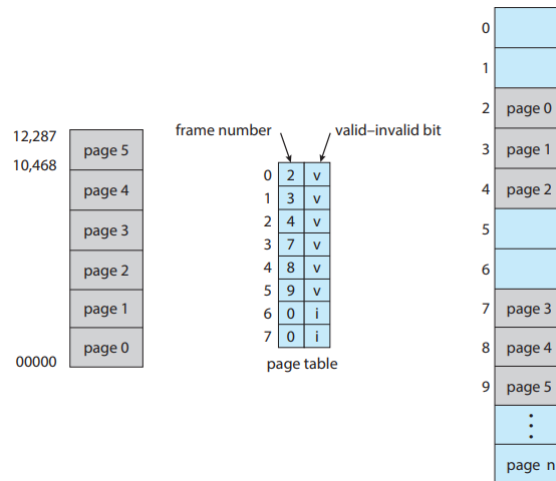 12,287
10,468
00000
page 5
page 4
page 3
page 2
page 1
page 0
frame number
valid–invalid bit
0 2 v
1 3 v
2 4 v
3 7 v
4 8 v
5 9 v
6 0 i
7 0 i
page table
0
1
2 page 0
3 page 1
4 page 2
5
6
7 page 3
8 page 4
9 page 5
page n